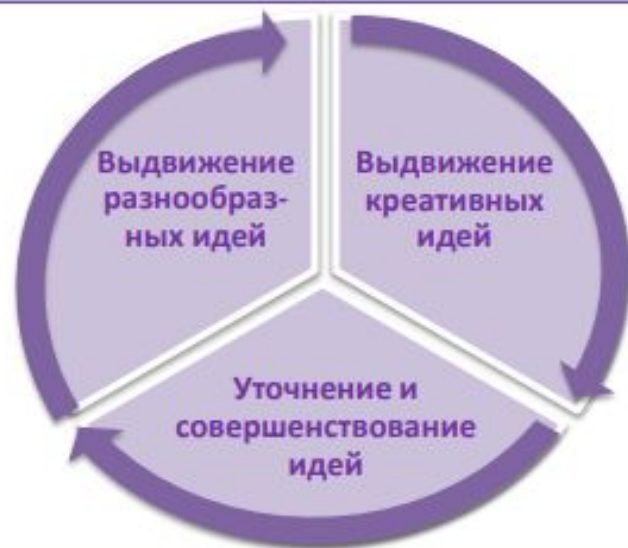 Выдвижение
разнообраз-
ных идей
Выдвижение
креативных
идей
Уточнение и
совершенствование
идей